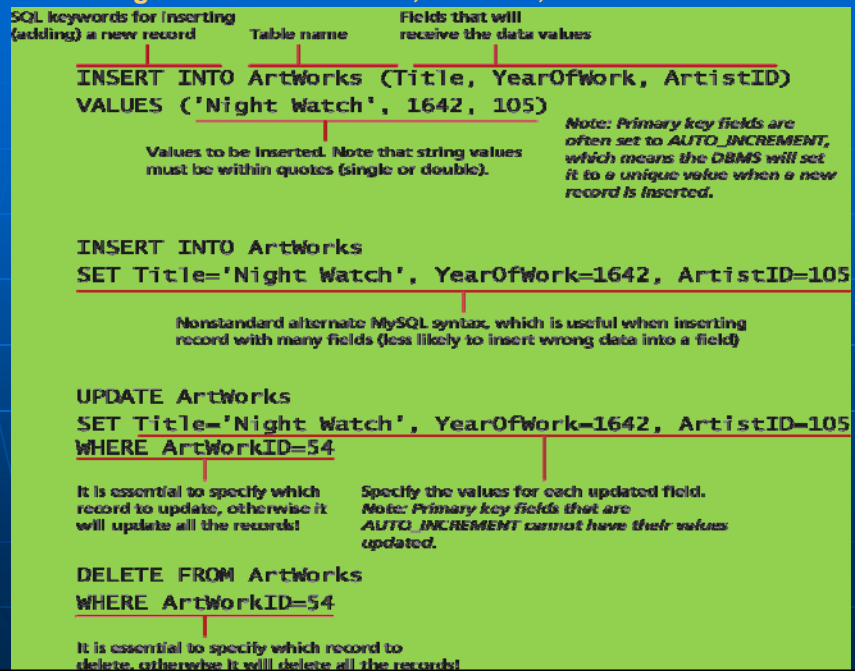 SQL keywords for inserting
(adding) a new record
Table name
Fields that will
receive the data values
INSERT INTO ArtWorks (Title, YearOfWork, ArtistID)
VALUES ('Night Watch', 1642, 105)
Values to be inserted. Note that string values
must be within quotes (single or double).
Note: Primary key fields are
often set to AUTO_INCREMENT,
which means the DBMS will set
it to a unique value when a new
record is inserted.
INSERT INTO ArtWorks
SET Title='Night Watch', YearOfWork=1642, ArtistID=105
Nonstandard alternate MySQL syntax, which is useful when inserting
record with many fields (less likely to insert wrong data into a field)
UPDATE ArtWorks
SET Title='Night Watch', YearOfWork=1642, ArtistID=105
WHERE ArtWorkID=54
It is essential to specify which
record to update, otherwise it
will update all the records!
Specify the values for each updated field.
Note: Primary key fields that are
AUTO_INCREMENT cannot have their values
updated.
DELETE FROM ArtWorks
WHERE ArtWorkID=54
It is essential to specify which record to
delete, otherwise it will delete all the records!